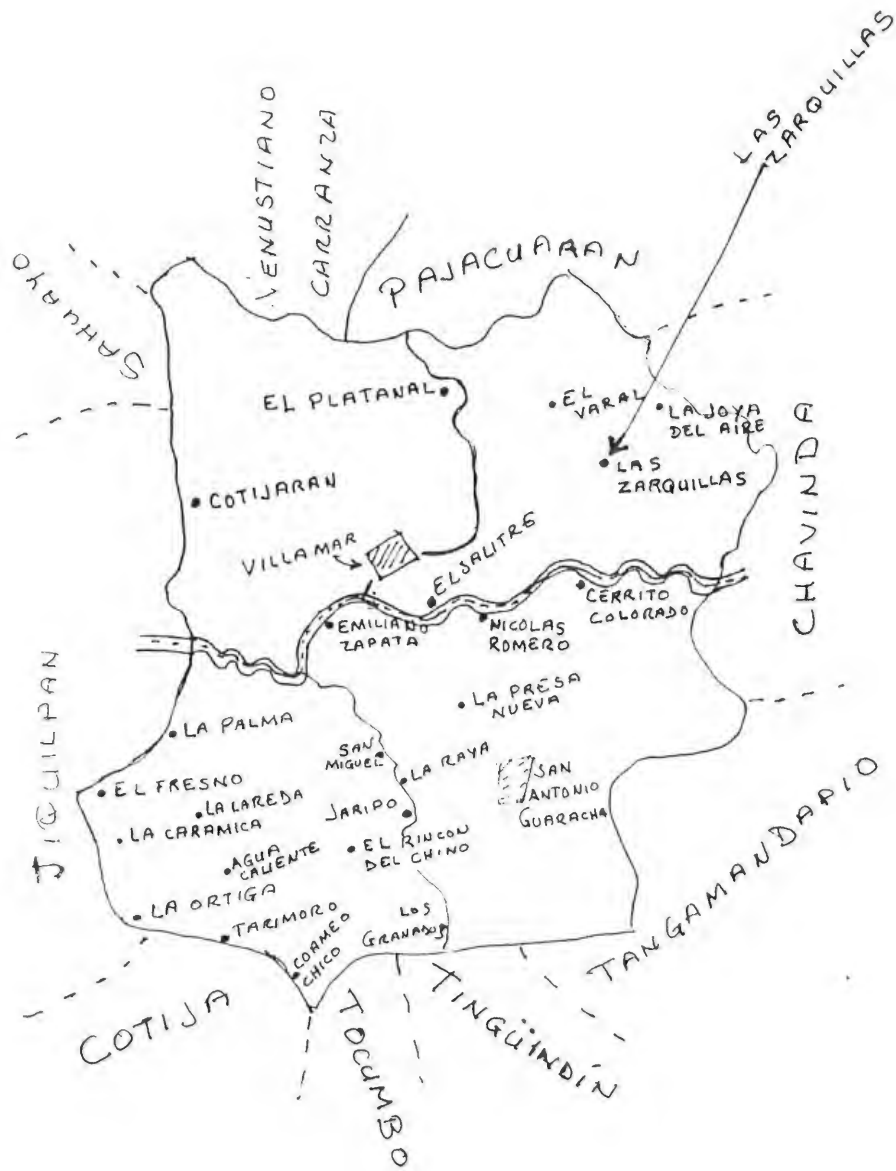 LAS
ZARQUILLAS
VENUSTIANO
CARRANZA
PAJACUARAN
SAHUAYO
EL PLATANAL
EL
VARAL
LA JOYA
DEL AIRE
LAS
ZARQUILLAS
COTIJARAN
CHAVINDA
VILLAMAR
EL SALITRE
CERRITO
COLORADO
EMILIANO
ZAPATA
NICOLAS
ROMERO
JIQUILPAN
LA PRESA
NUEVA
LA PALMA
SAN
MIGUEL
LA RAYA
SAN
ANTONIO
GUARACHA
EL FRESNO
LA LAREDA
JARIPO
LA CARAMICA
EL RINCON
DEL CHINO
AGUA
CALIENTE
LA ORTIGA
TARIMORO
LOS
GRANADOS
COAMEO
CHICO
TANGAMANDAPIO
COTIJA
TOCUMBO
TINGÜINDÍN